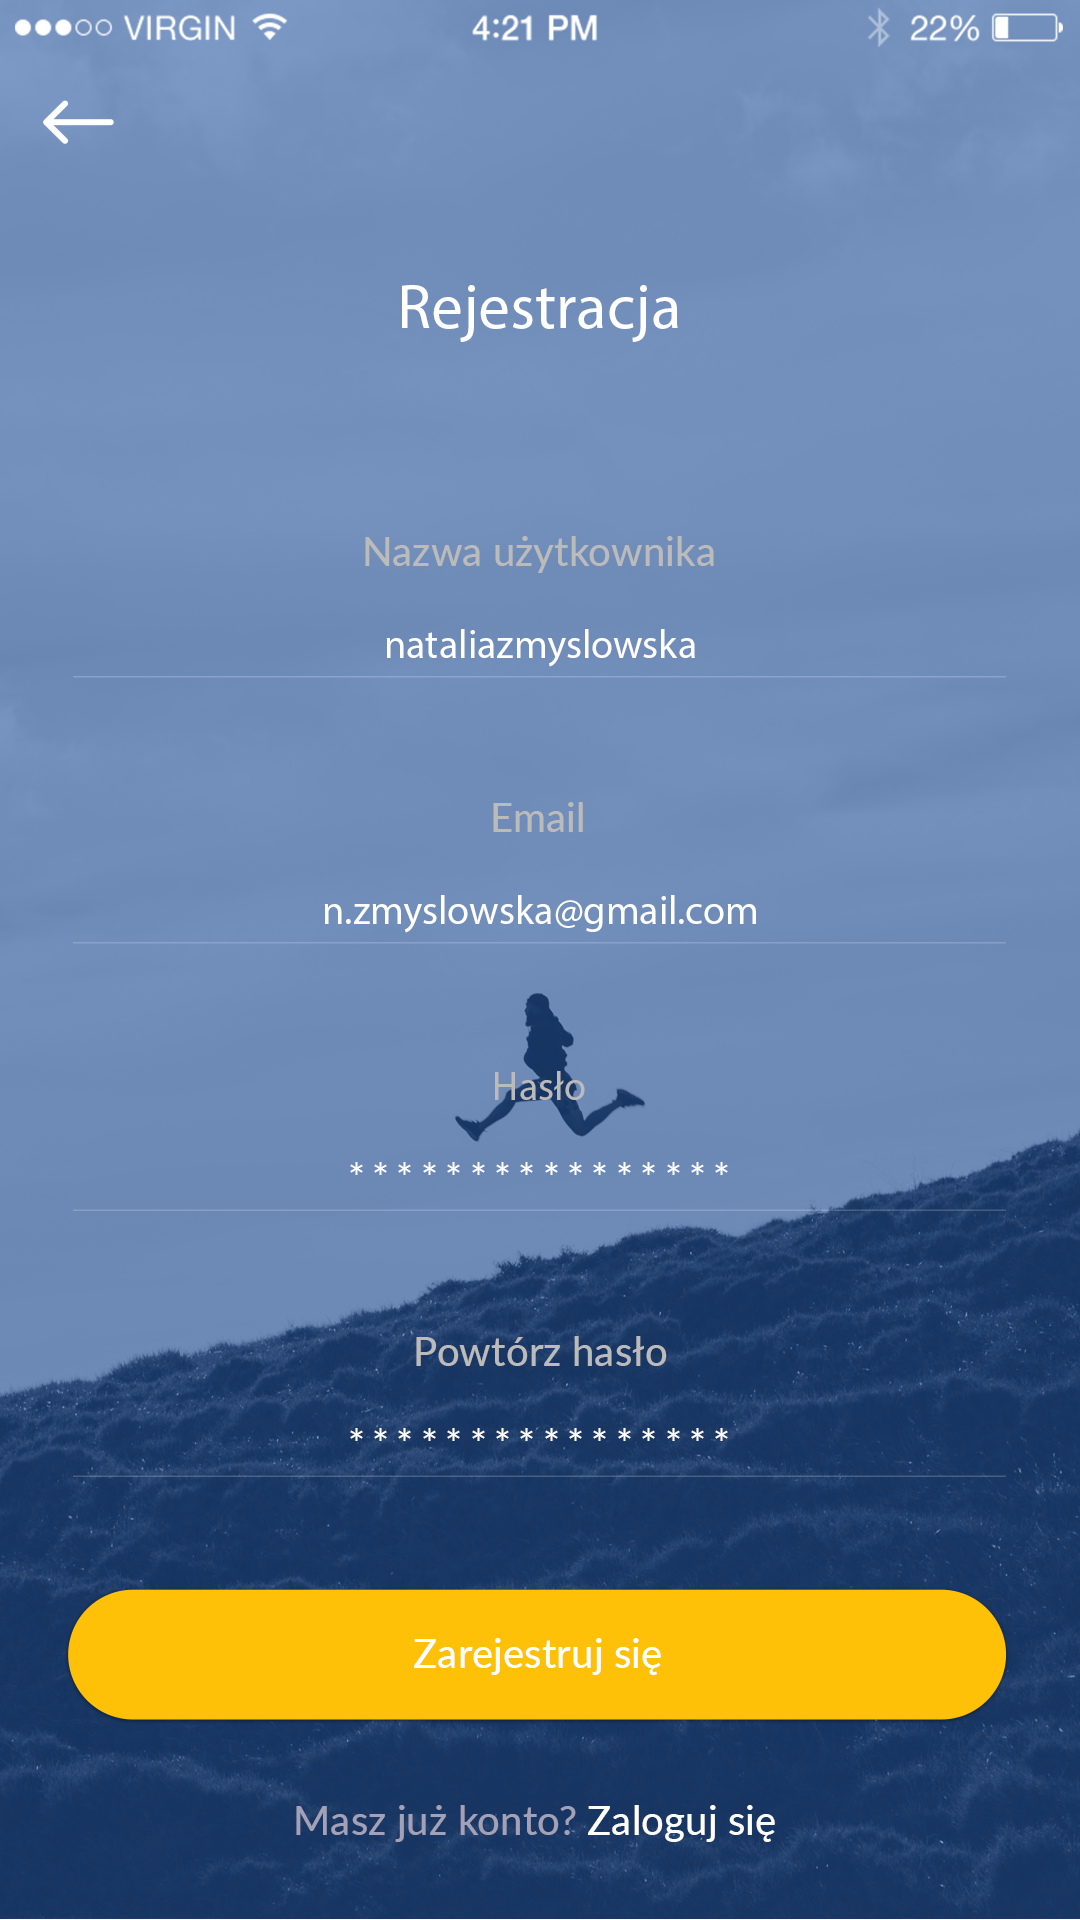 VIRGIN 4:21 PM 22%
Rejestracja
Nazwa użytkownika
nataliazmyslowska
Email
n.zmyslowska@gmail.com
Hasło
****************
Powtórz hasło
****************
Zarejestruj się
Masz już konto? Zaloguj się